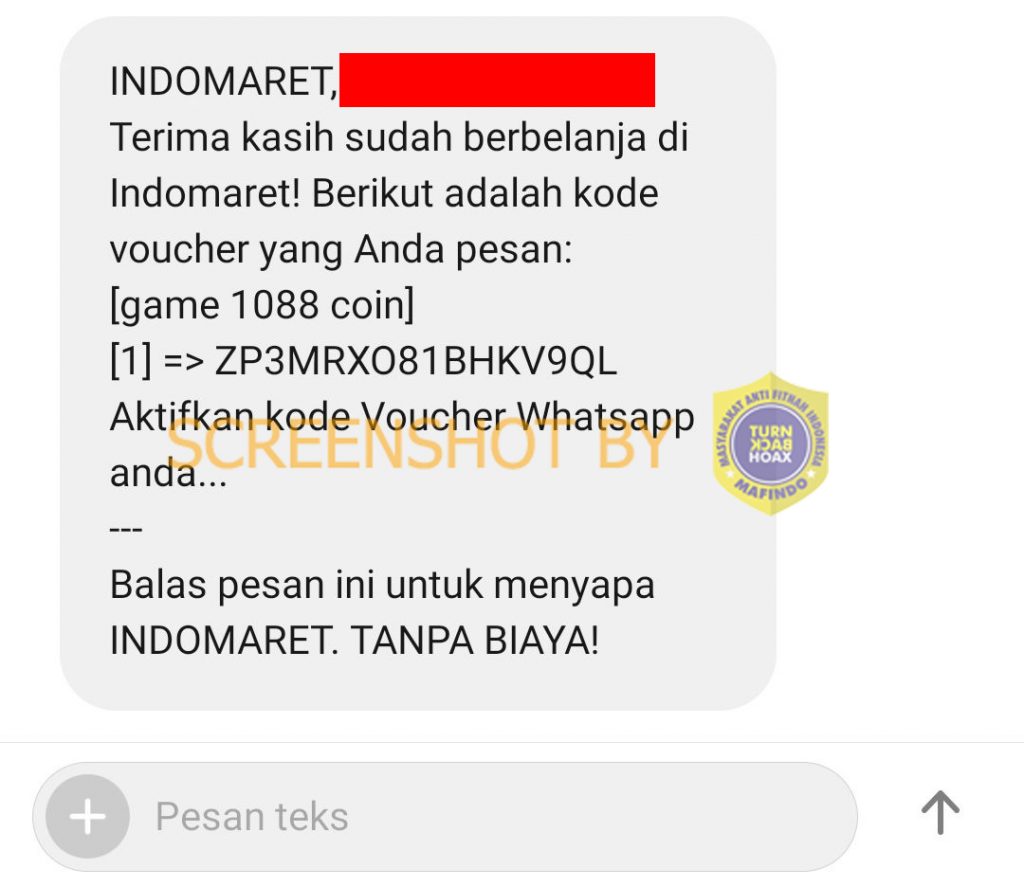 INDOMARET,
Terima kasih sudah berbelanja di
Indomaret! Berikut adalah kode
voucher yang Anda pesan:
[game 1088 coin]
[1] => ZP3MRXO81BHKV9QL
Aktifkan kode Voucher Whatsapp
anda...
SCREENSHOT BY
MASYARAKAT ANTI FITNAH INDONESIA
TURN
BACK
HOAX
MAFINDO
---
Balas pesan ini untuk menyapa
INDOMARET. TANPA BIAYA!
Pesan teks